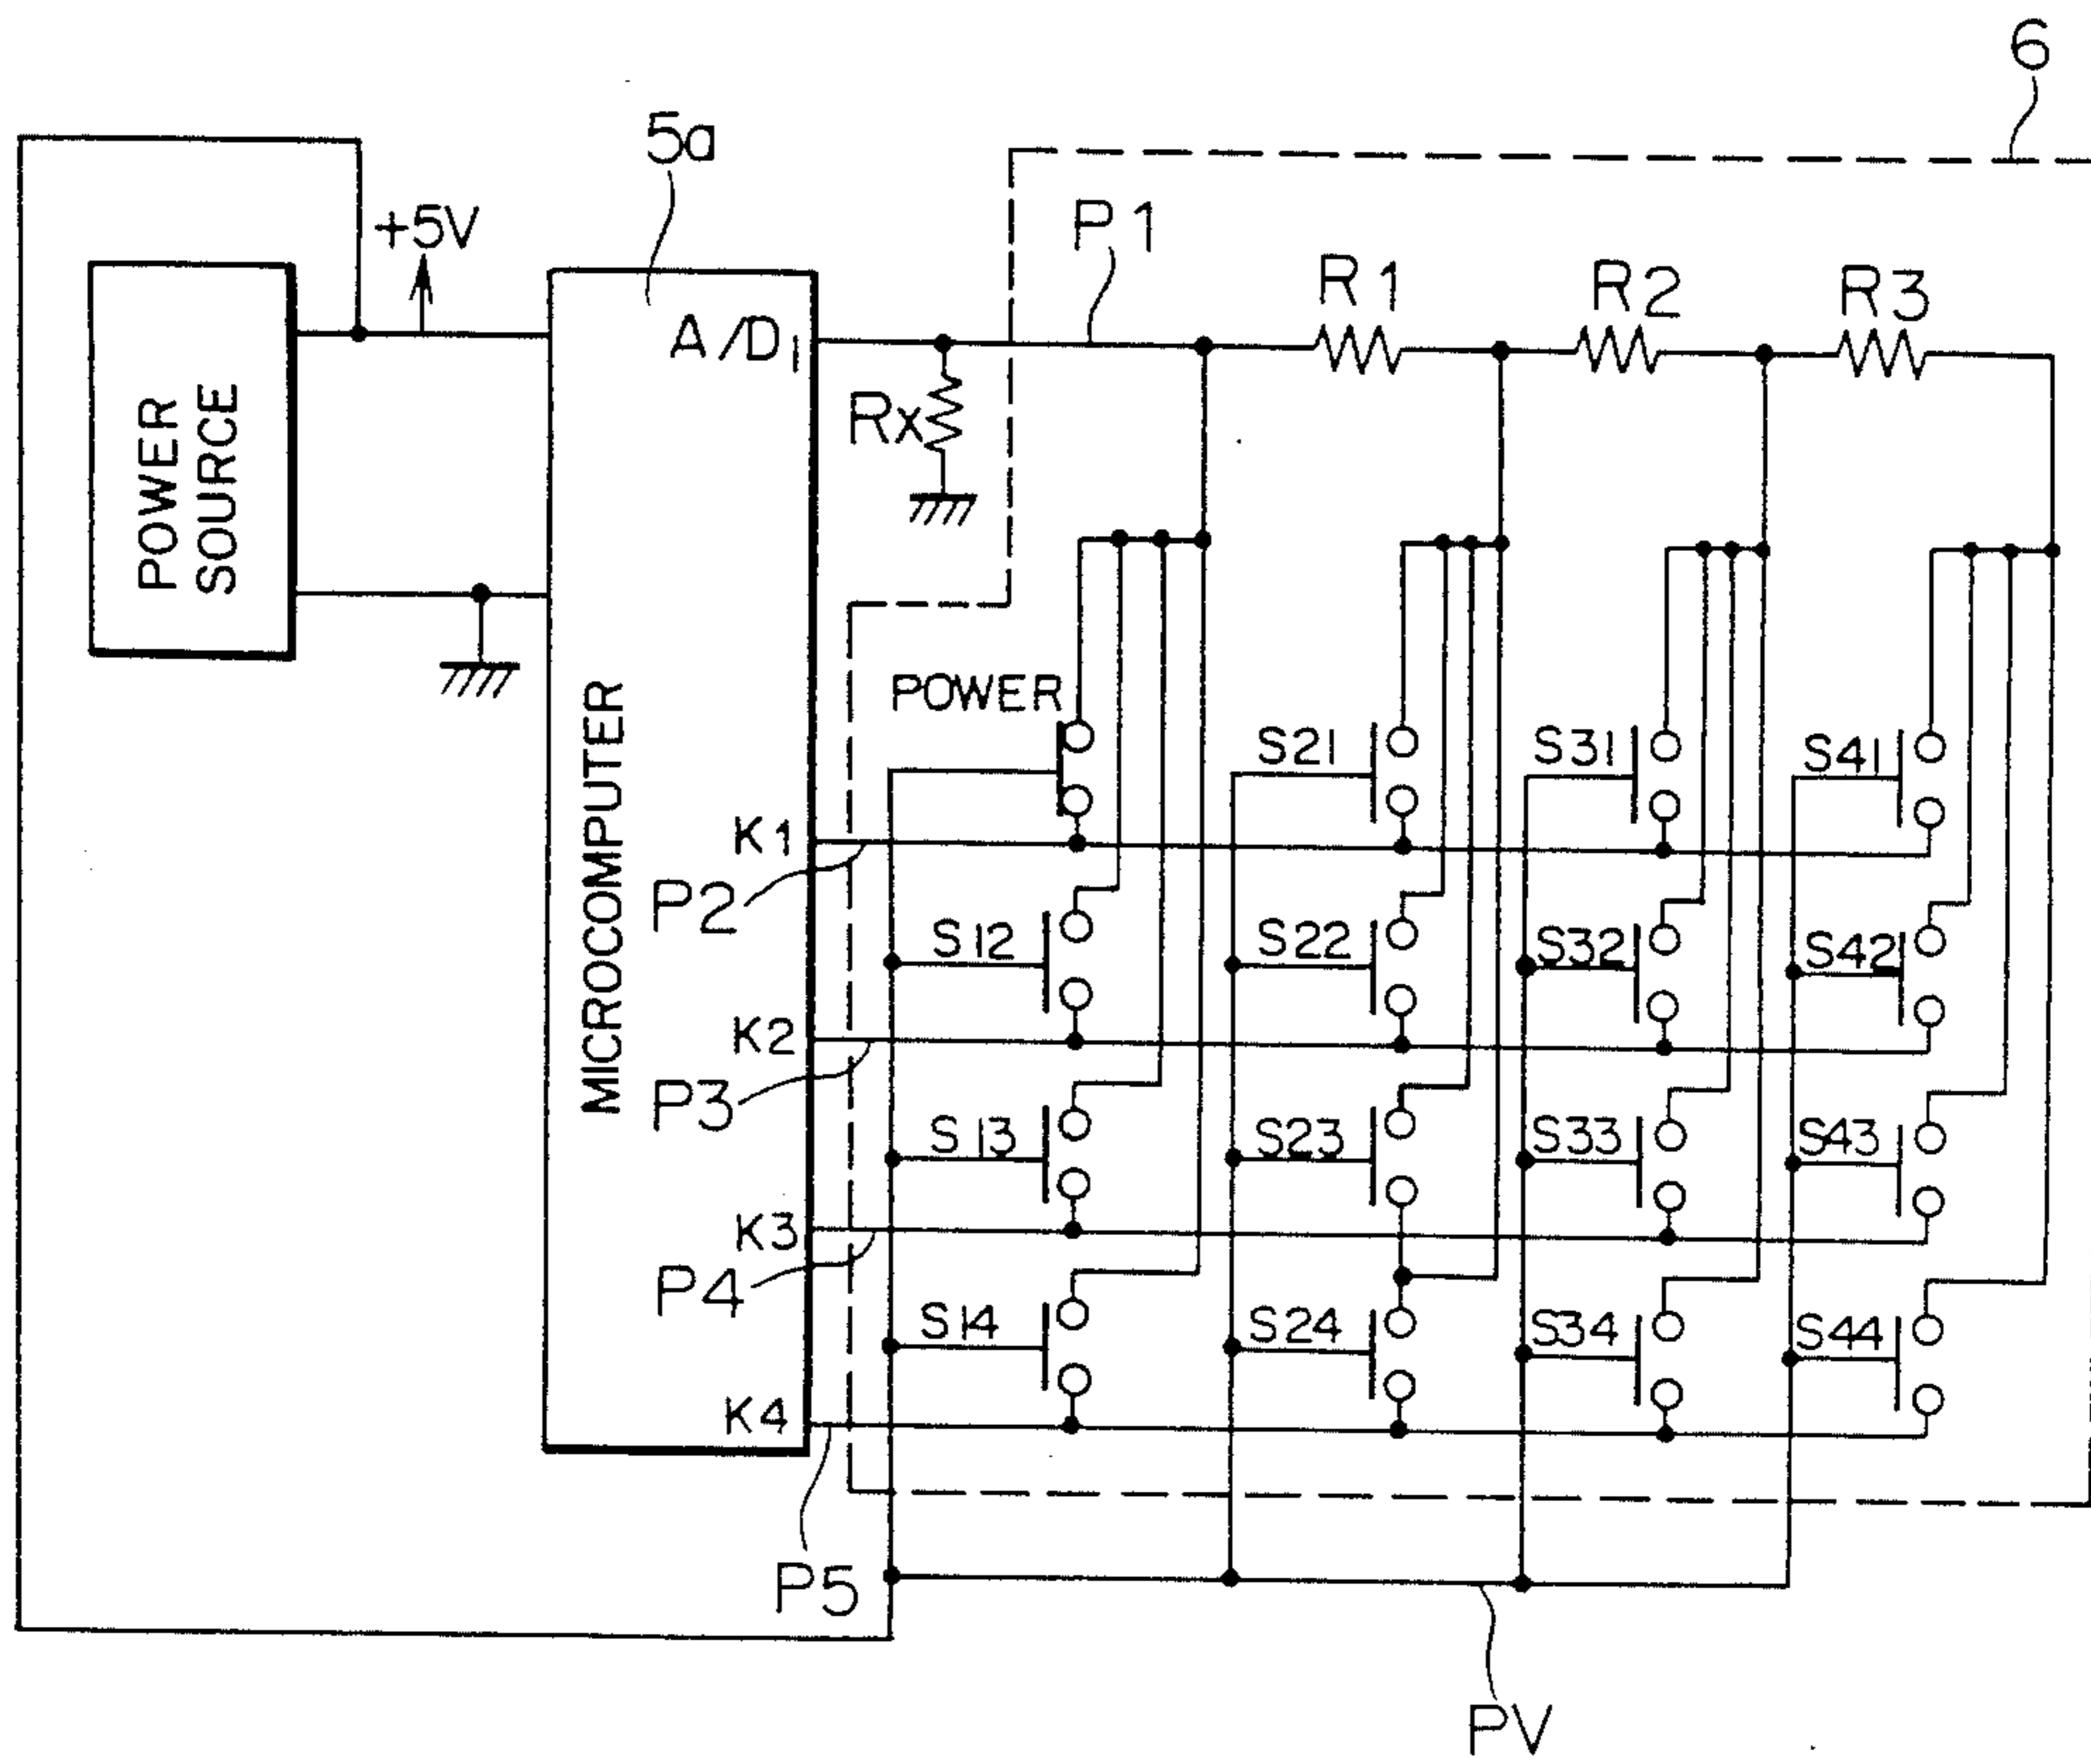 6
5a
+5V
P1
R1
R2
R3
A/D1
Rx
POWER
SOURCE
MICROCOMPUTER
POWER
S21
S31
S41
K1
P2
S12
S22
S32
S42
K2
P3
S13
S23
S33
S43
K3
P4
S14
S24
S34
S44
K4
P5
PV